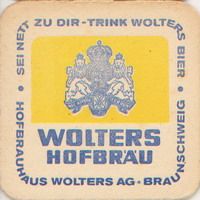 SEI NETT ZU DIR-TRINK WOLTERS BIER
WOLTERS
HOFBRÄU
HOFBRAUHAUS WOLTERS AG·BRAUNSCHWEIG